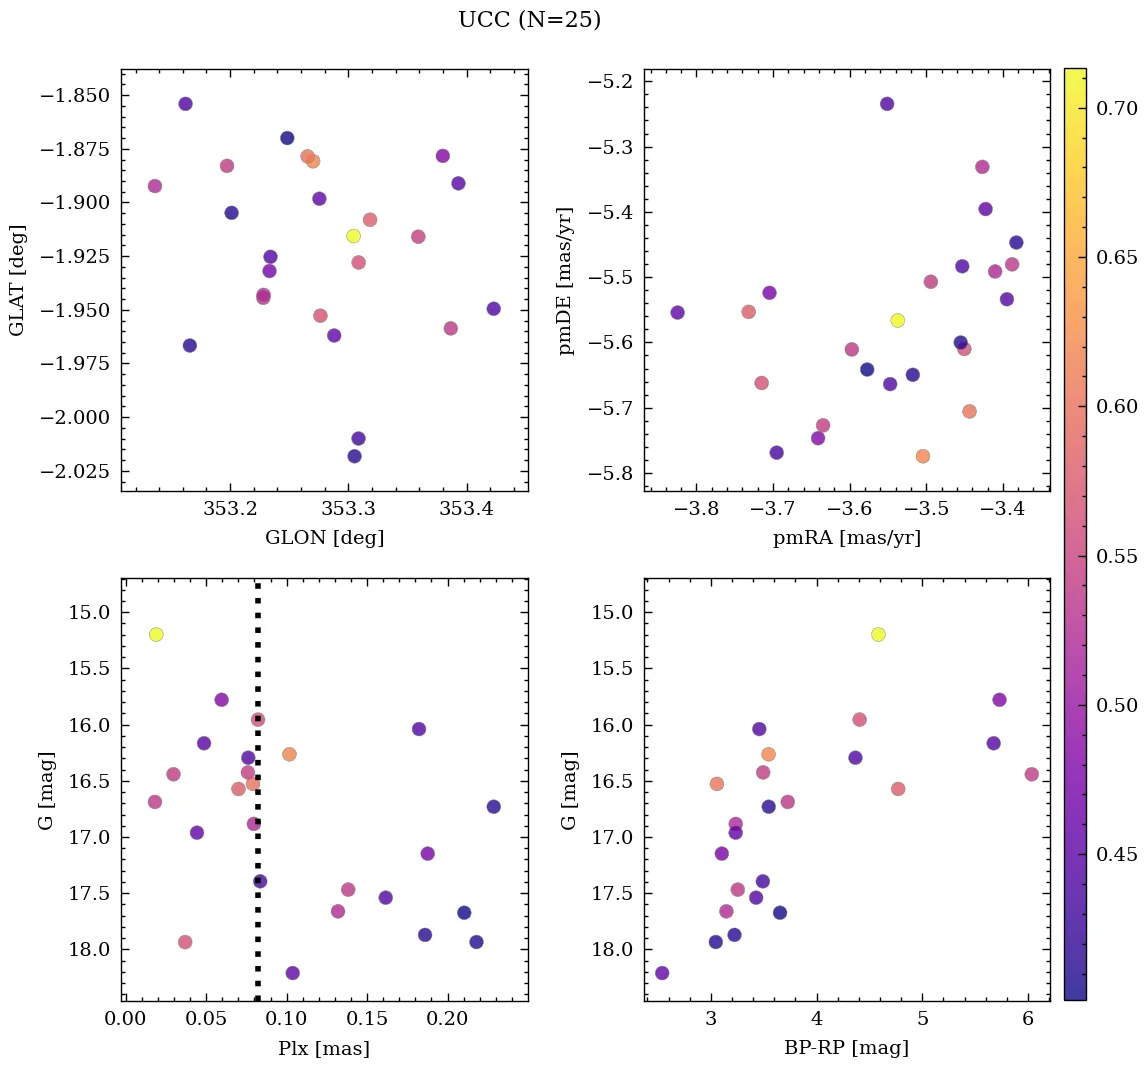 UCC (N=25)
−1.850
−1.875
−1.900
−1.925
−1.950
−1.975
−2.000
−2.025
GLAT [deg]
353.2 353.3 353.4
GLON [deg]
−5.2
−5.3
−5.4
−5.5
−5.6
−5.7
−5.8
pmDE [mas/yr]
−3.8 −3.7 −3.6 −3.5 −3.4
pmRA [mas/yr]
0.70
0.65
0.60
0.55
0.50
0.45
15.0
15.5
16.0
16.5
17.0
17.5
18.0
G [mag]
0.00 0.05 0.10 0.15 0.20
Plx [mas]
15.0
15.5
16.0
16.5
17.0
17.5
18.0
G [mag]
3 4 5 6
BP-RP [mag]